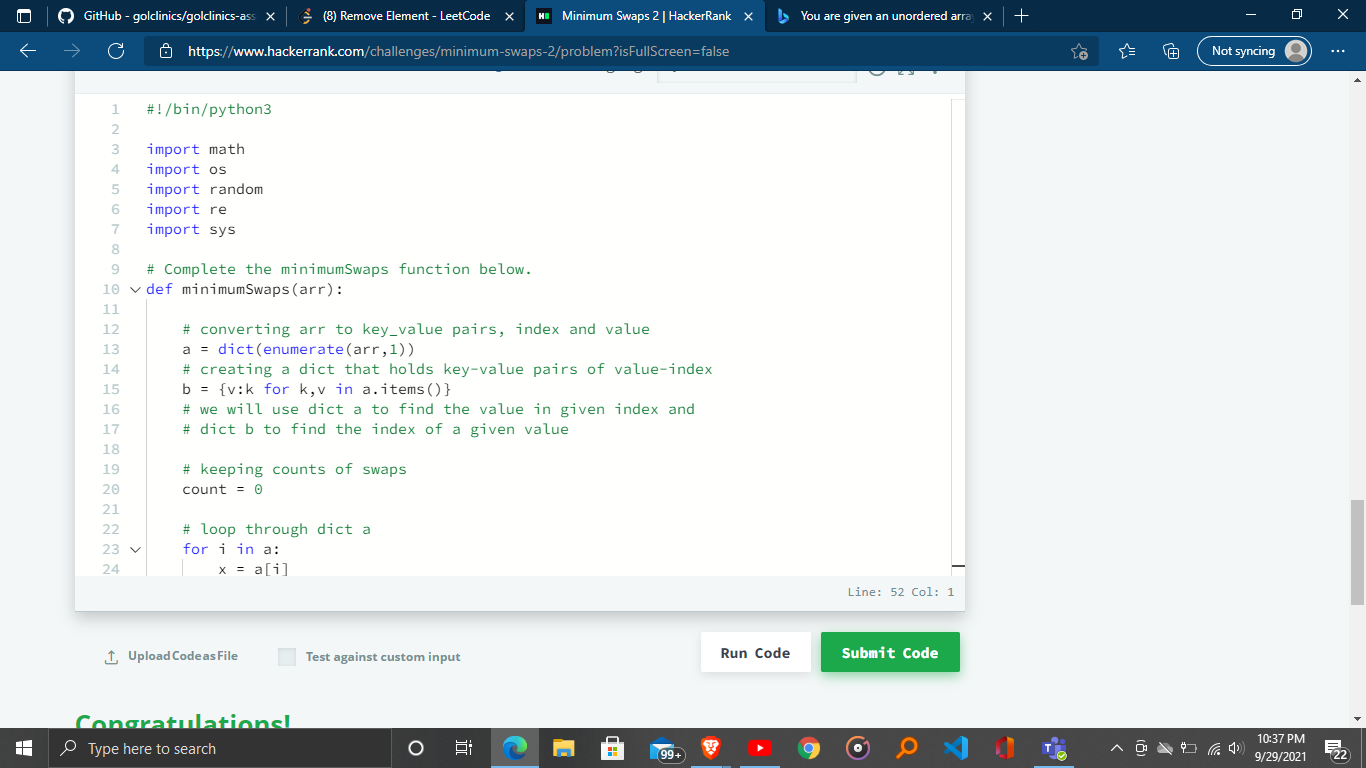 GitHub - golclinics/golclinics-ass
(8) Remove Element - LeetCode
Minimum Swaps 2 | HackerRank
You are given an unordered arra
https://www.hackerrank.com/challenges/minimum-swaps-2/problem?isFullScreen=false
Not syncing
1 #!/bin/python3
2
3 import math
4 import os
5 import random
6 import re
7 import sys
8
9 # Complete the minimumSwaps function below.
10 def minimumSwaps(arr):
11
12 # converting arr to key_value pairs, index and value
13 a = dict(enumerate(arr,1))
14 # creating a dict that holds key-value pairs of value-index
15 b = {v:k for k,v in a.items()}
16 # we will use dict a to find the value in given index and
17 # dict b to find the index of a given value
18
19 # keeping counts of swaps
20 count = 0
21
22 # loop through dict a
23 for i in a:
24 x = a[i]
Line: 52 Col: 1
Upload Code as File
Test against custom input
Run Code
Submit Code
Congratulations!
Type here to search
99+
10:37 PM
9/29/2021
22